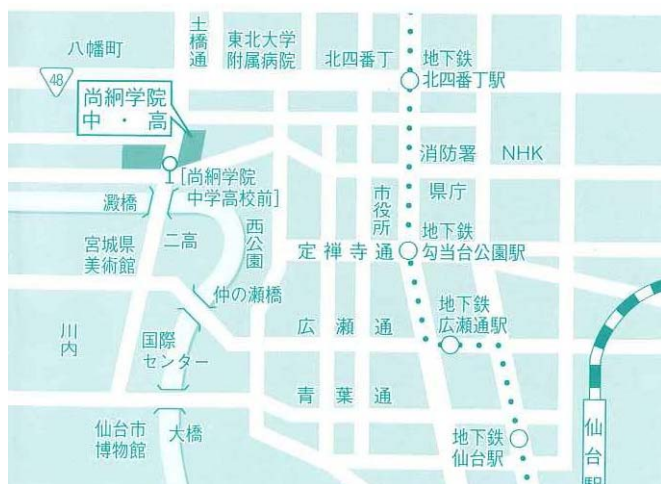 八幡町
土橋通
東北大学
附属病院
北四番丁
地下鉄
北四番丁駅
48
尚絅学院
中・高
消防署
NHK
[尚絅学院
中学高校前]
市役所
県庁
澱橋
西公園
二高
宮城県
美術館
定禅寺通
地下鉄
勾当台公園駅
仲の瀬橋
川内
国際
センター
広瀬通
地下鉄
広瀬通駅
青葉通
仙台市
博物館
大橋
地下鉄
仙台駅
仙台駅